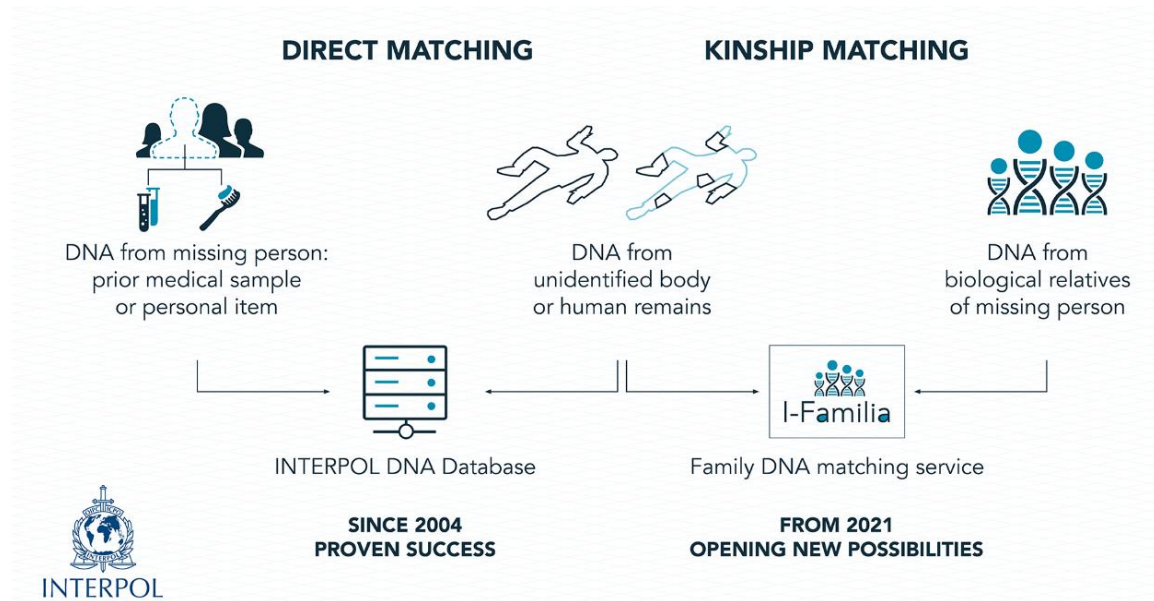 DIRECT MATCHING
KINSHIP MATCHING
DNA from missing person:
prior medical sample
or personal item
DNA from
unidentified body
or human remains
DNA from
biological relatives
of missing person
I-Familia
INTERPOL DNA Database
Family DNA matching service
SINCE 2004
PROVEN SUCCESS
FROM 2021
OPENING NEW POSSIBILITIES
INTERPOL
INTERPOL